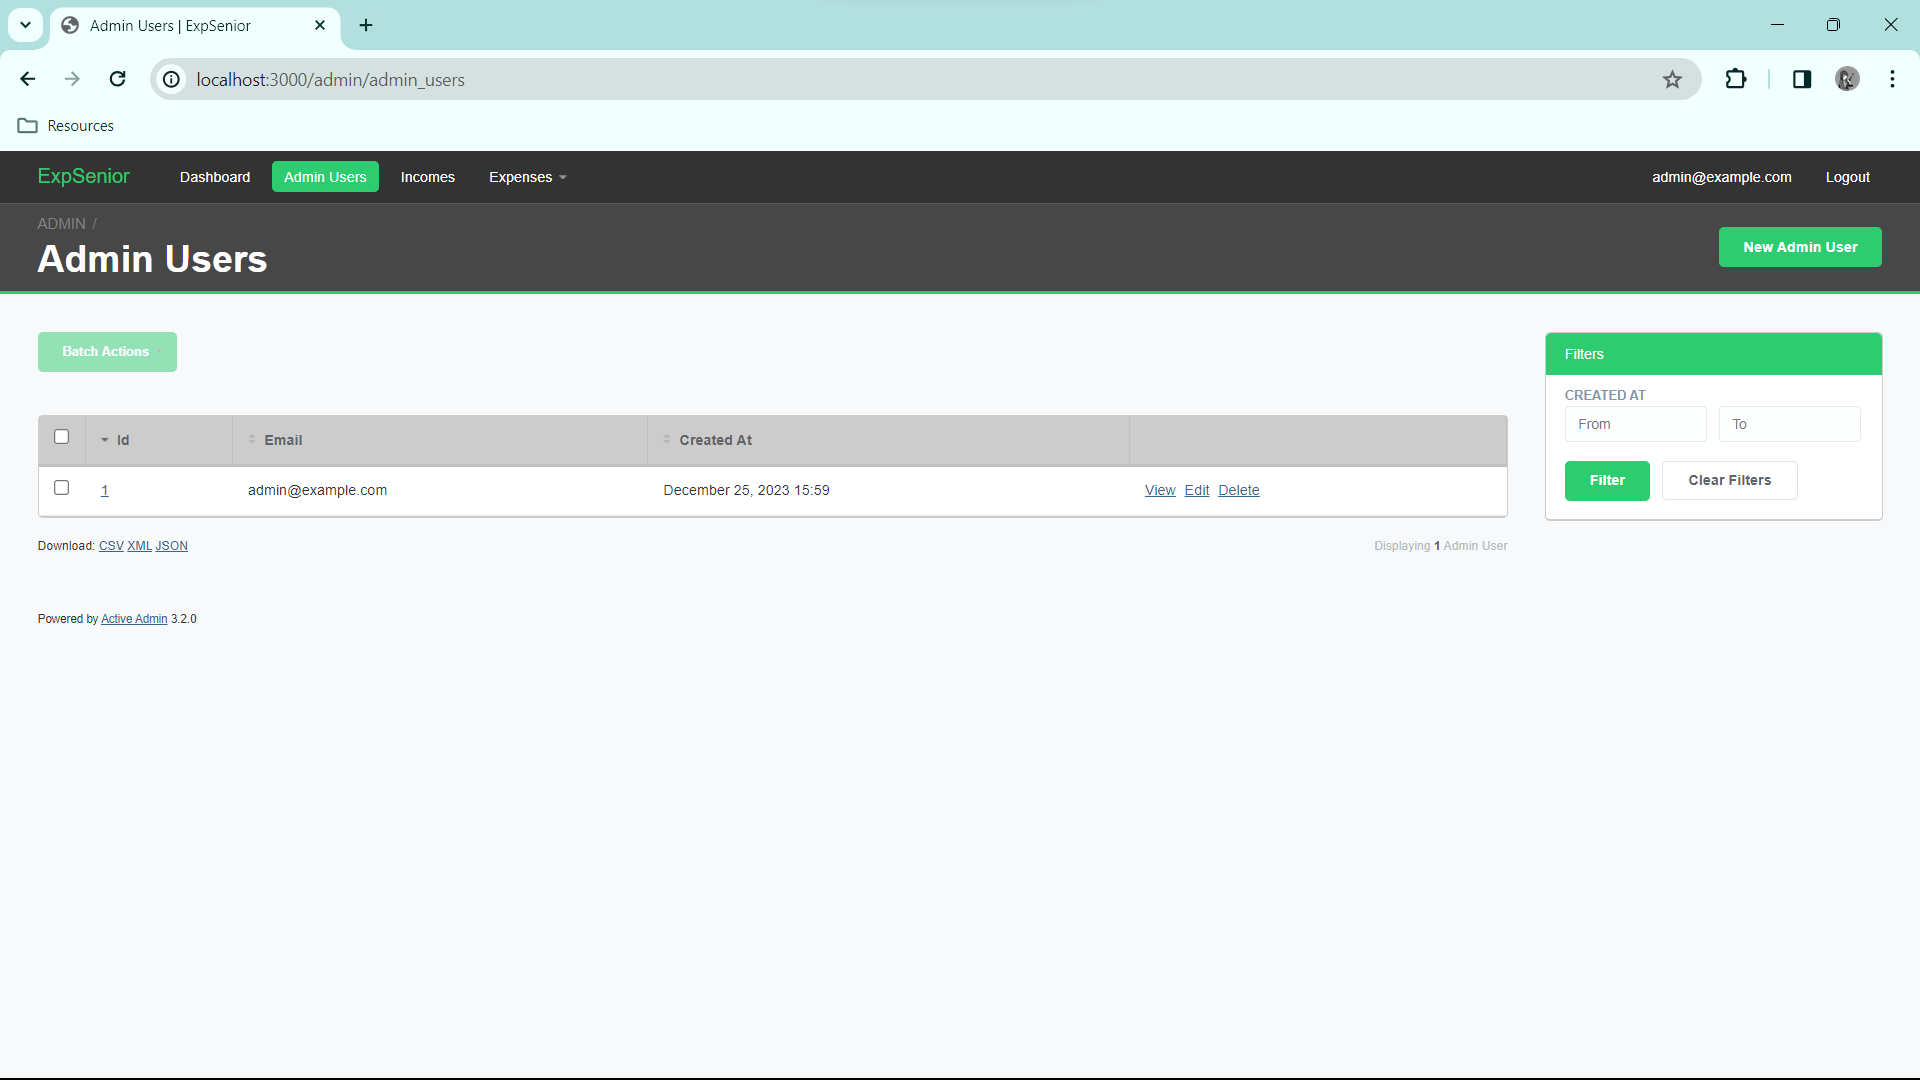 Admin Users | ExpSenior
localhost:3000/admin/admin_users
Resources
ExpSenior Dashboard Admin Users Incomes Expenses admin@example.com Logout
ADMIN /
Admin Users
New Admin User
Batch Actions
Filters
CREATED AT
From To
Filter Clear Filters
Id Email Created At
1 admin@example.com December 25, 2023 15:59 View Edit Delete
Download: CSV XML JSON
Displaying 1 Admin User
Powered by Active Admin 3.2.0